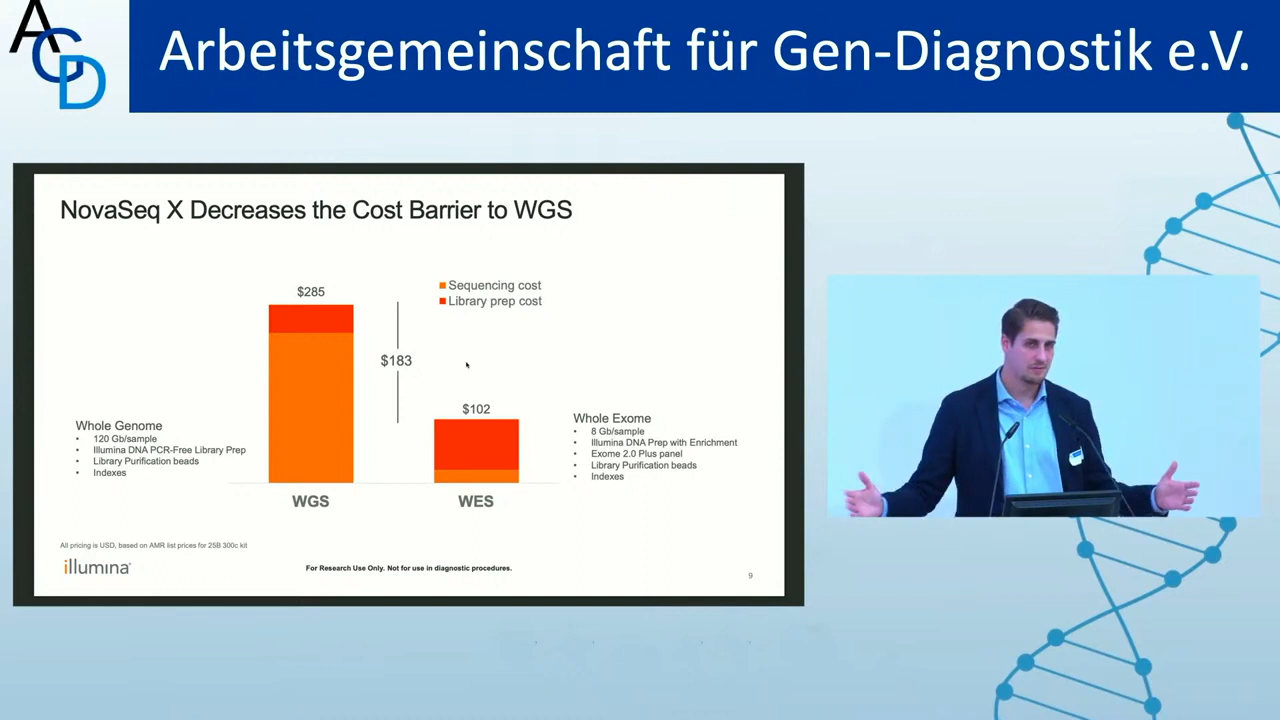 AGD
Arbeitsgemeinschaft für Gen-Diagnostik e.V.
NovaSeq X Decreases the Cost Barrier to WGS
$285
Sequencing cost
Library prep cost
$183
$102
Whole Genome
• 120 Gb/sample
• Illumina DNA PCR-Free Library Prep
• Library Purification beads
• Indexes
Whole Exome
• 8 Gb/sample
• Illumina DNA Prep with Enrichment
• Exome 2.0 Plus panel
• Library Purification beads
• Indexes
WGS
WES
All pricing is USD, based on AMR list prices for 25B 300c kit
illumina®
For Research Use Only. Not for use in diagnostic procedures.
9